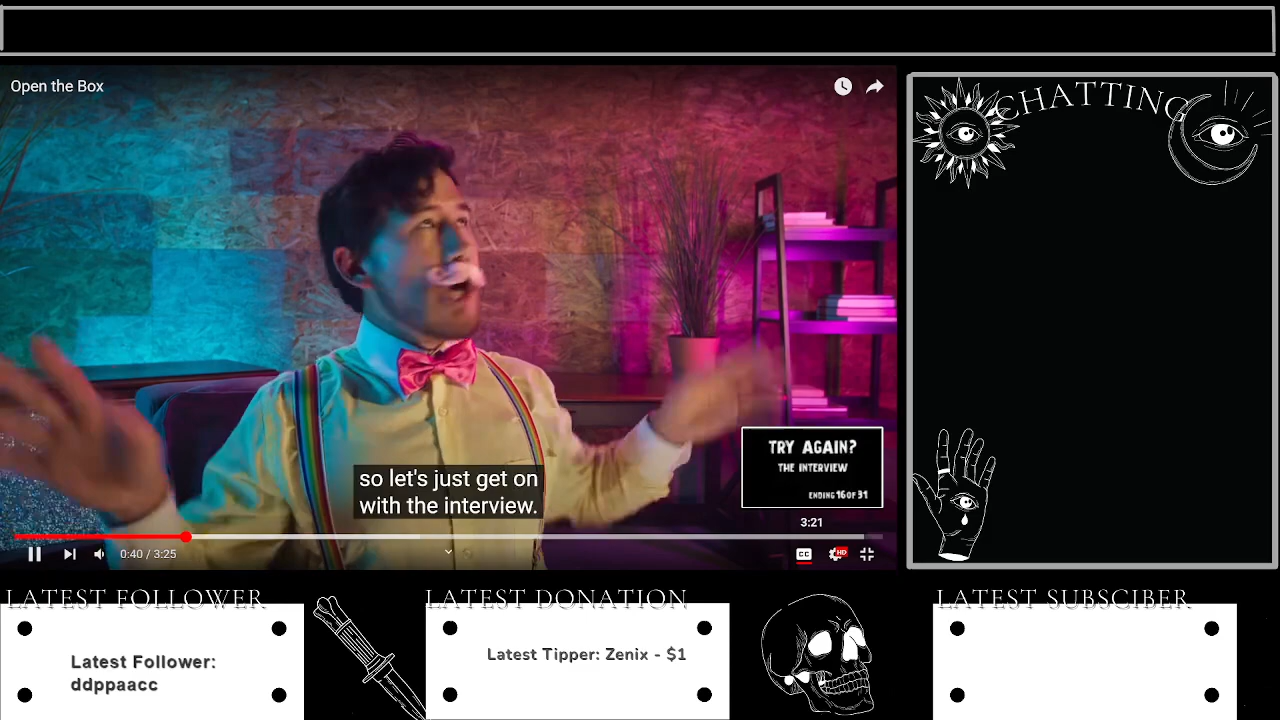 Open the Box
CHATTING
TRY AGAIN?
THE INTERVIEW
ENDING 16 OF 31
so let's just get on
with the interview.
3:21
0:40 / 3:25
CC
HD
LATEST FOLLOWER
LATEST DONATION
LATEST SUBSCIBER
Latest Follower:
ddppaacc
Latest Tipper: Zenix - $1